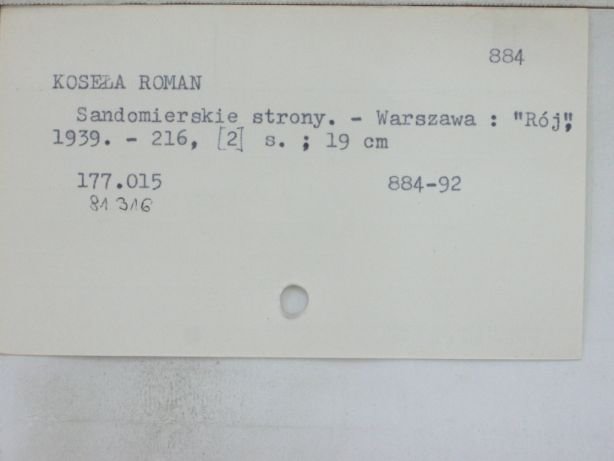 884
KOSEŁA ROMAN
Sandomierskie strony. - Warszawa : "Rój",
1939. - 216, [2] s. ; 19 cm
177.015 884-92
81 316